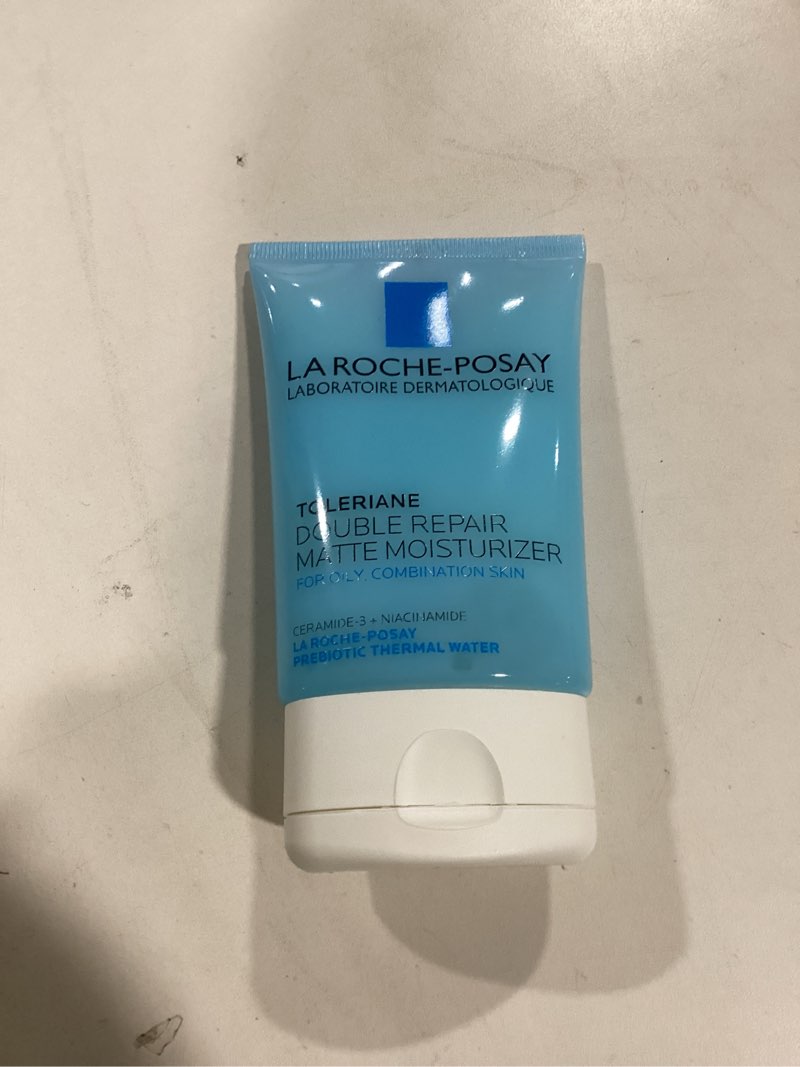 LA ROCHE-POSAY
LABORATOIRE DERMATOLOGIQUE
TOLERIANE
DOUBLE REPAIR
MATTE MOISTURIZER
FOR OILY, COMBINATION SKIN
CERAMIDE-3 + NIACINAMIDE
LA ROCHE-POSAY
PREBIOTIC THERMAL WATER